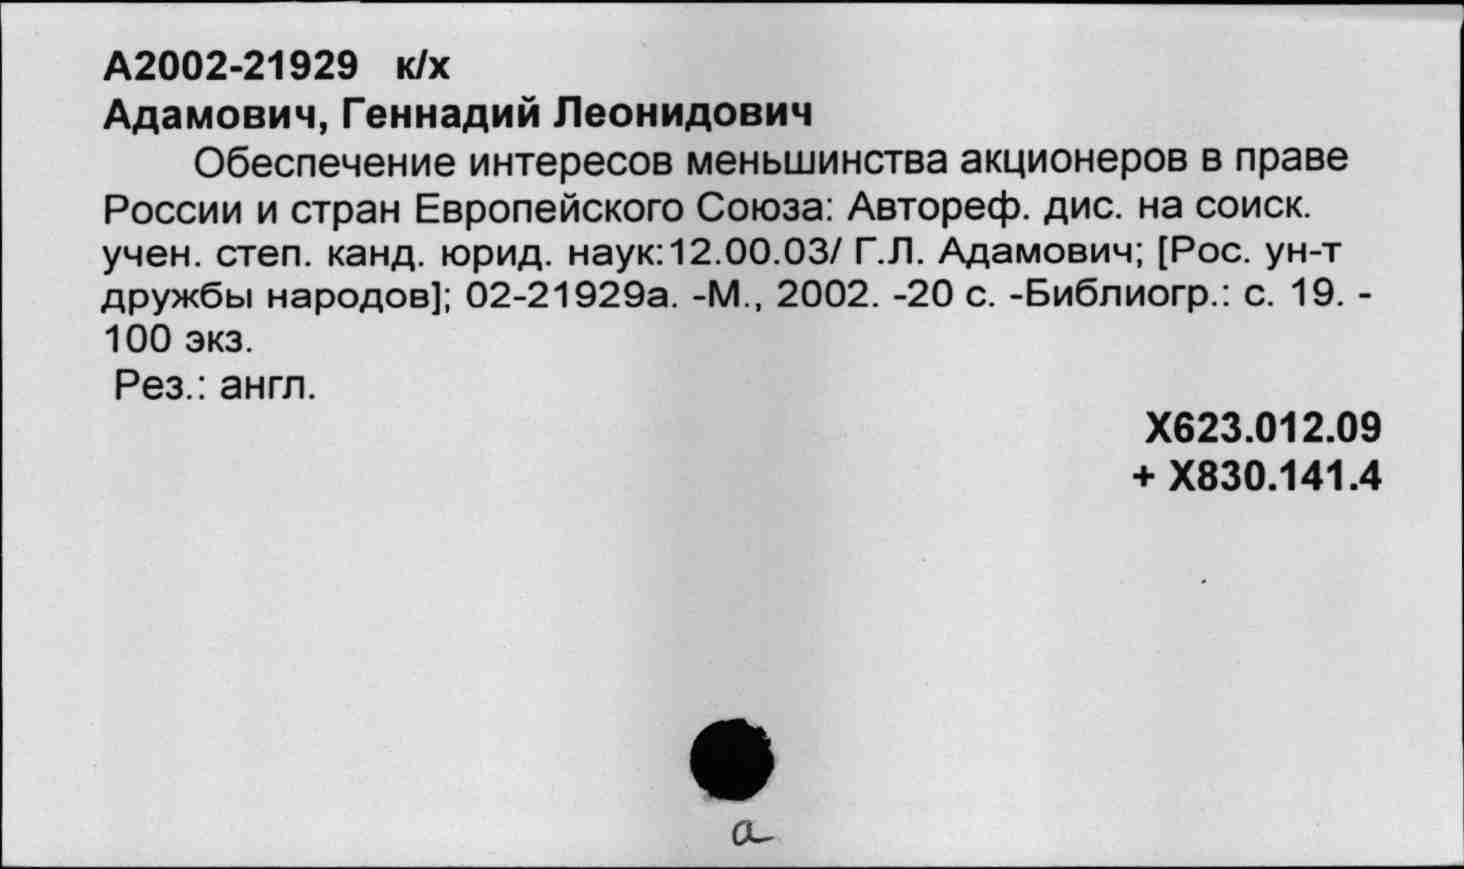 А2002-21929 к/х
Адамович, Геннадий Леонидович
Обеспечение интересов меньшинства акционеров в праве
России и стран Европейского Союза: Автореф. дис. на соиск.
учен. степ. канд. юрид. наук:12.00.03/ Г.Л. Адамович; [Рос. ун-т
дружбы народов]; 02-21929а. -М., 2002. -20 с. -Библиогр.: с. 19. -
100 экз.
Рез.: англ.
Х623.012.09
+ Х830.141.4
а